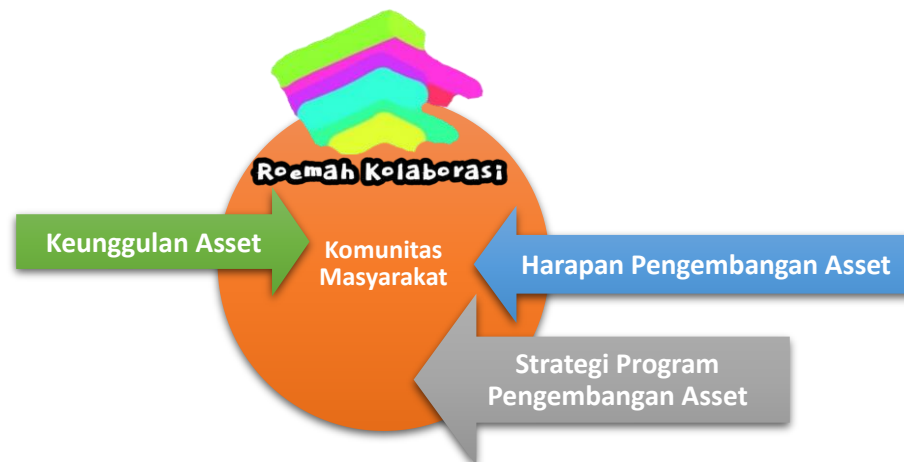 Roemah Kolaborasi
Keunggulan Asset
Komunitas
Masyarakat
Harapan Pengembangan Asset
Strategi Program
Pengembangan Asset